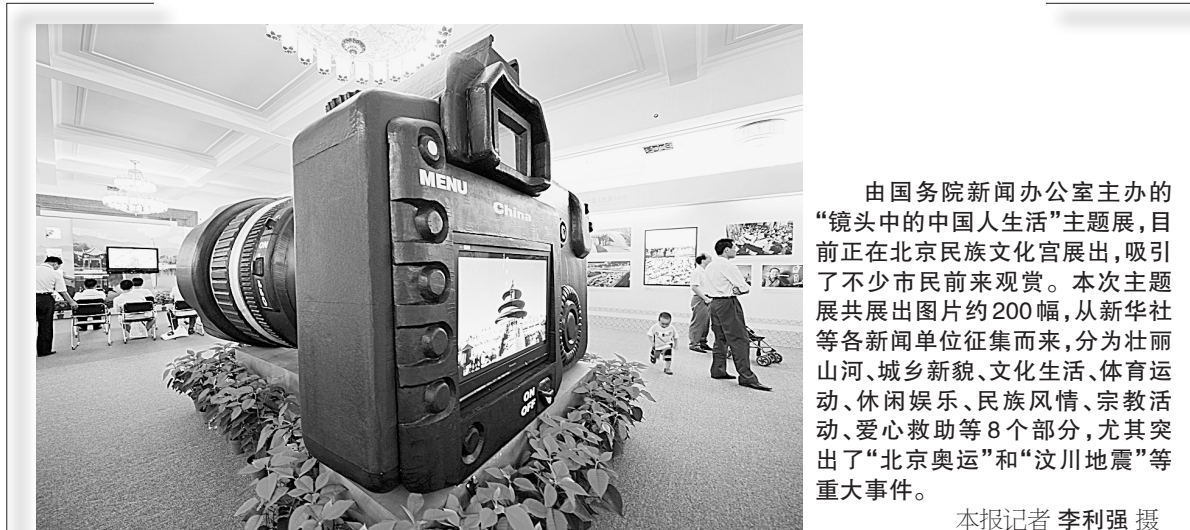 MENU
China
ON
OFF
由国务院新闻办公室主办的
“镜头中的中国人生活”主题展,目
前正在北京民族文化宫展出,吸引
了不少市民前来观赏。本次主题
展共展出图片约200幅,从新华社
等各新闻单位征集而来,分为壮丽
山河、城乡新貌、文化生活、体育运
动、休闲娱乐、民族风情、宗教活
动、爱心救助等8个部分,尤其突
出了“北京奥运”和“汶川地震”等
重大事件。
本报记者 李利强 摄